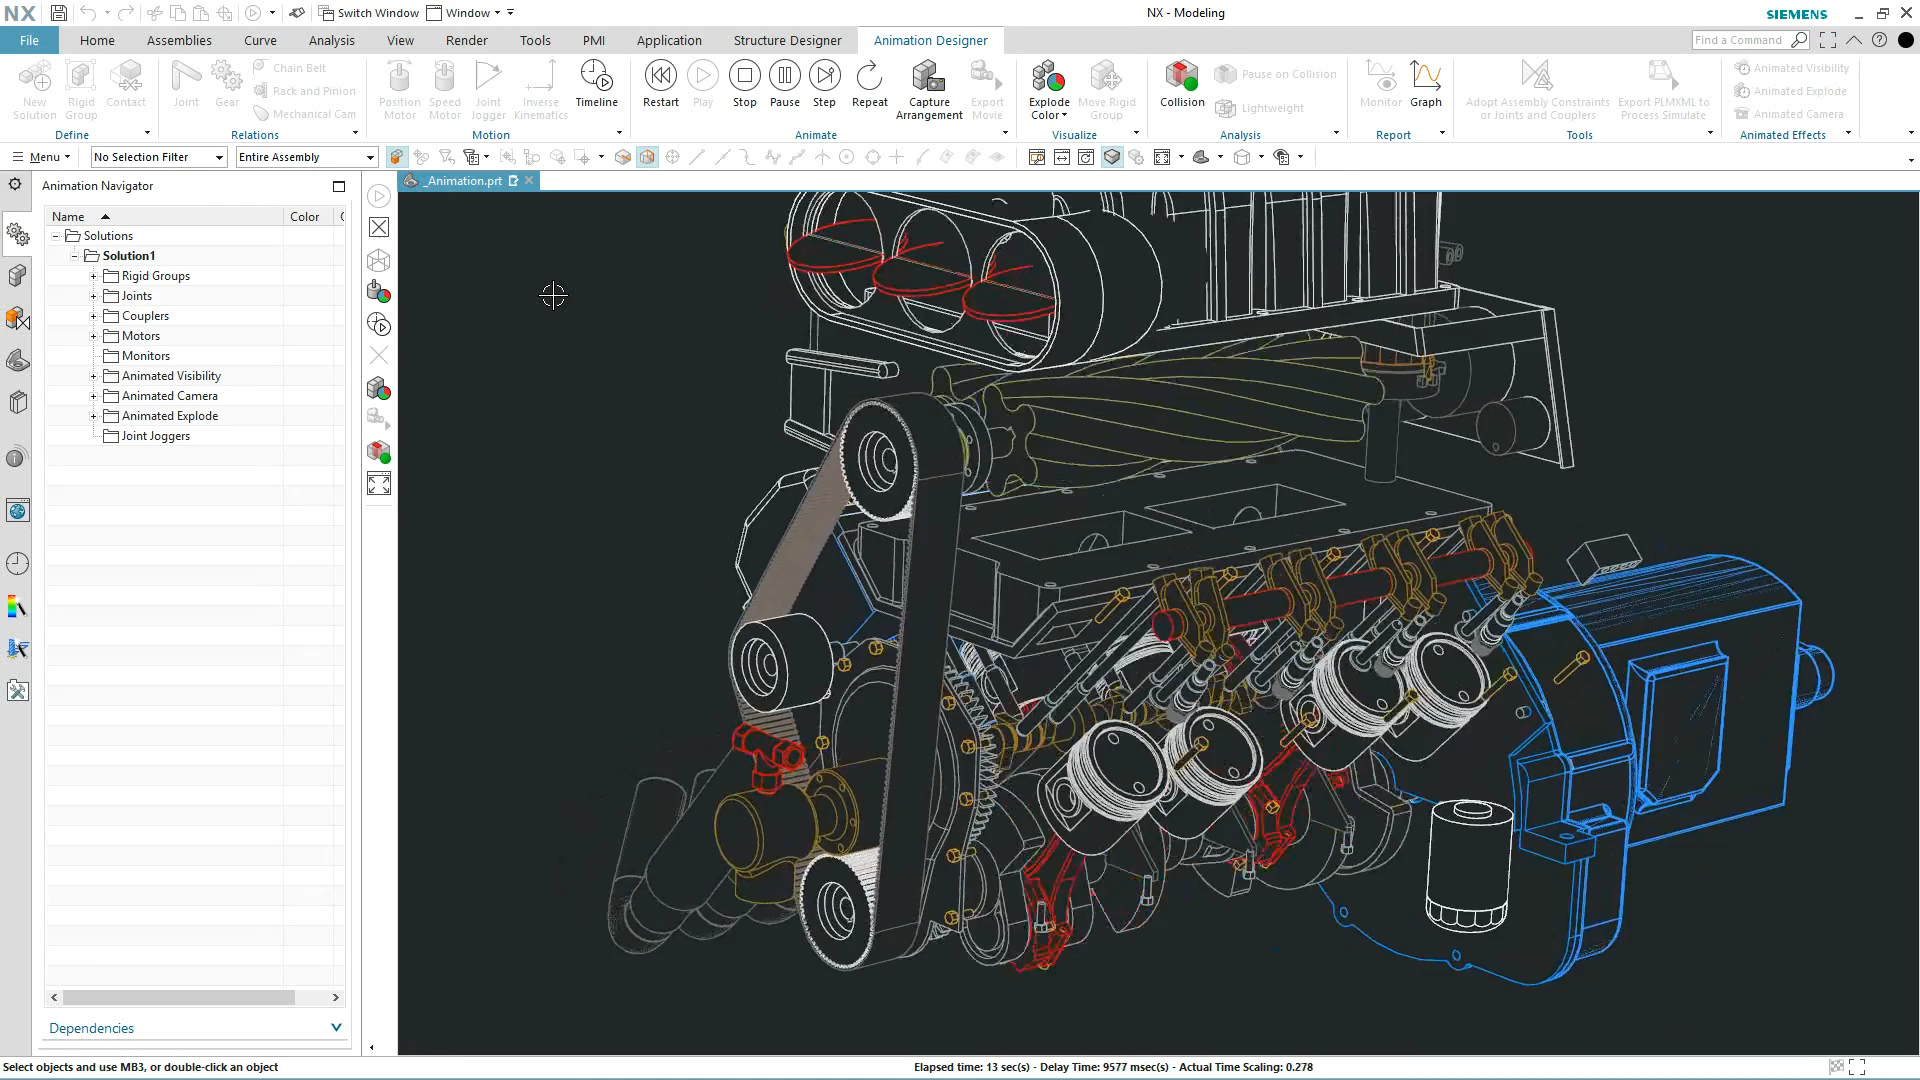 NX
Switch Window
Window
NX - Modeling
SIEMENS
File
Home
Assemblies
Curve
Analysis
View
Render
Tools
PMI
Application
Structure Designer
Animation Designer
Find a Command
New Solution
Rigid Group
Contact
Define
Joint
Gear
Chain Belt
Rack and Pinion
Mechanical Cam
Relations
Position Motor
Speed Motor
Joint Jogger
Inverse Kinematics
Timeline
Motion
Restart
Play
Stop
Pause
Step
Repeat
Capture Arrangement
Export Movie
Animate
Explode Color
Move Rigid Group
Visualize
Collision
Pause on Collision
Lightweight
Analysis
Monitor
Graph
Report
Adopt Assembly Constraints or Joints and Couplers
Export PLMXML to Process Simulate
Tools
Animated Visibility
Animated Explode
Animated Camera
Animated Effects
Menu
No Selection Filter
Entire Assembly
Animation Navigator
_Animation.prt
Name
Color
Solutions
Solution1
Rigid Groups
Joints
Couplers
Motors
Monitors
Animated Visibility
Animated Camera
Animated Explode
Joint Joggers
Dependencies
Select objects and use MB3, or double-click an object
Elapsed time: 13 sec(s) - Delay Time: 9577 msec(s) - Actual Time Scaling: 0.278